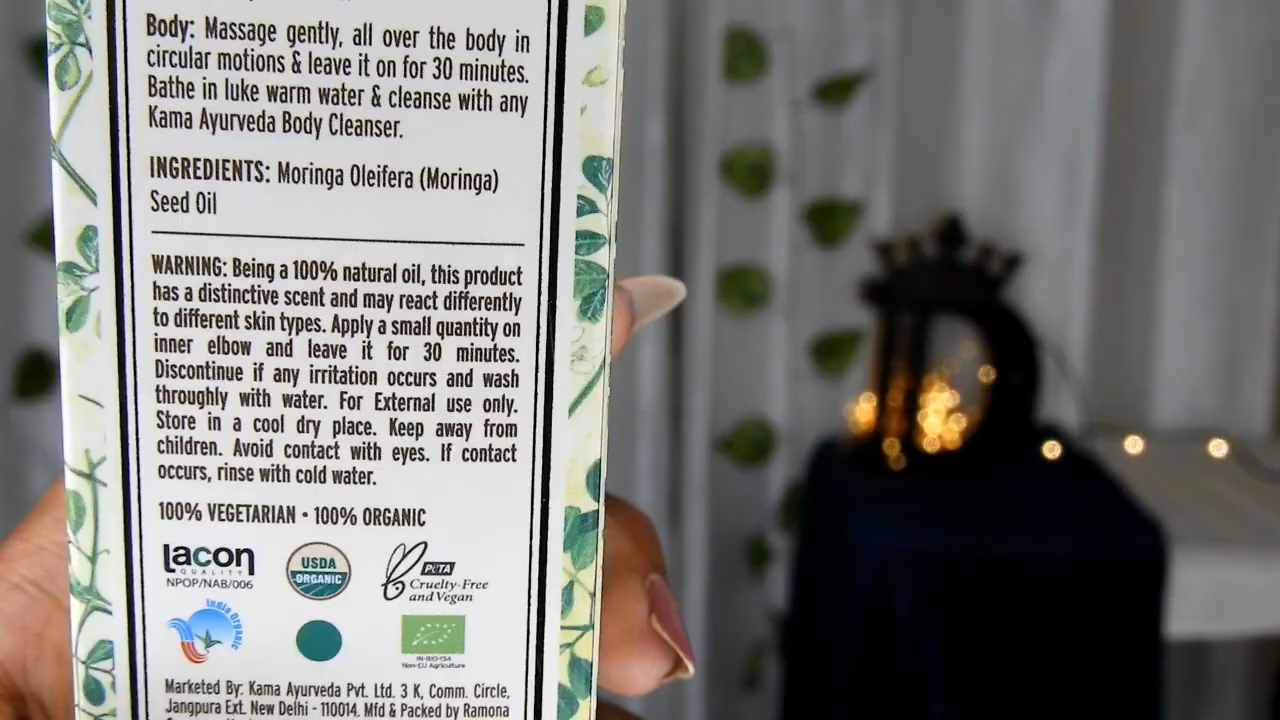 Body: Massage gently, all over the body in
circular motions & leave it on for 30 minutes.
Bathe in luke warm water & cleanse with any
Kama Ayurveda Body Cleanser.
INGREDIENTS: Moringa Oleifera (Moringa)
Seed Oil
WARNING: Being a 100% natural oil, this product
has a distinctive scent and may react differently
to different skin types. Apply a small quantity on
inner elbow and leave it for 30 minutes.
Discontinue if any irritation occurs and wash
throughly with water. For External use only.
Store in a cool dry place. Keep away from
children. Avoid contact with eyes. If contact
occurs, rinse with cold water.
100% VEGETARIAN • 100% ORGANIC
Lacon
QUALITY
NPOP/NAB/006
USDA
ORGANIC
PETA
Cruelty-Free
and Vegan
India Organic
IN-BIO-134
Non-EU Agriculture
Marketed By: Kama Ayurveda Pvt. Ltd. 3 K, Comm. Circle,
Jangpura Ext. New Delhi - 110014. Mfd & Packed by Ramona